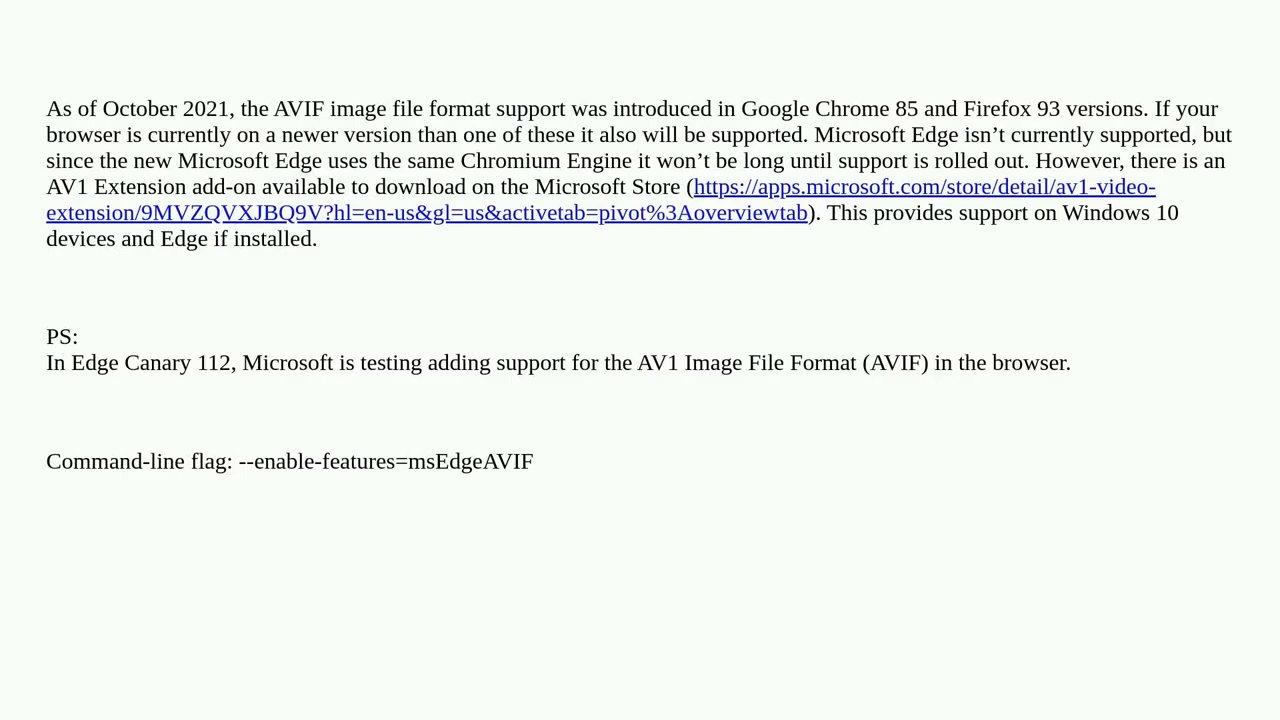 As of October 2021, the AVIF image file format support was introduced in Google Chrome 85 and Firefox 93 versions. If your
browser is currently on a newer version than one of these it also will be supported. Microsoft Edge isn’t currently supported, but
since the new Microsoft Edge uses the same Chromium Engine it won’t be long until support is rolled out. However, there is an
AV1 Extension add-on available to download on the Microsoft Store (https://apps.microsoft.com/store/detail/av1-video-
extension/9MVZQVXJBQ9V?hl=en-us&gl=us&activetab=pivot%3Aoverviewtab). This provides support on Windows 10
devices and Edge if installed.
PS:
In Edge Canary 112, Microsoft is testing adding support for the AV1 Image File Format (AVIF) in the browser.
Command-line flag: --enable-features=msEdgeAVIF